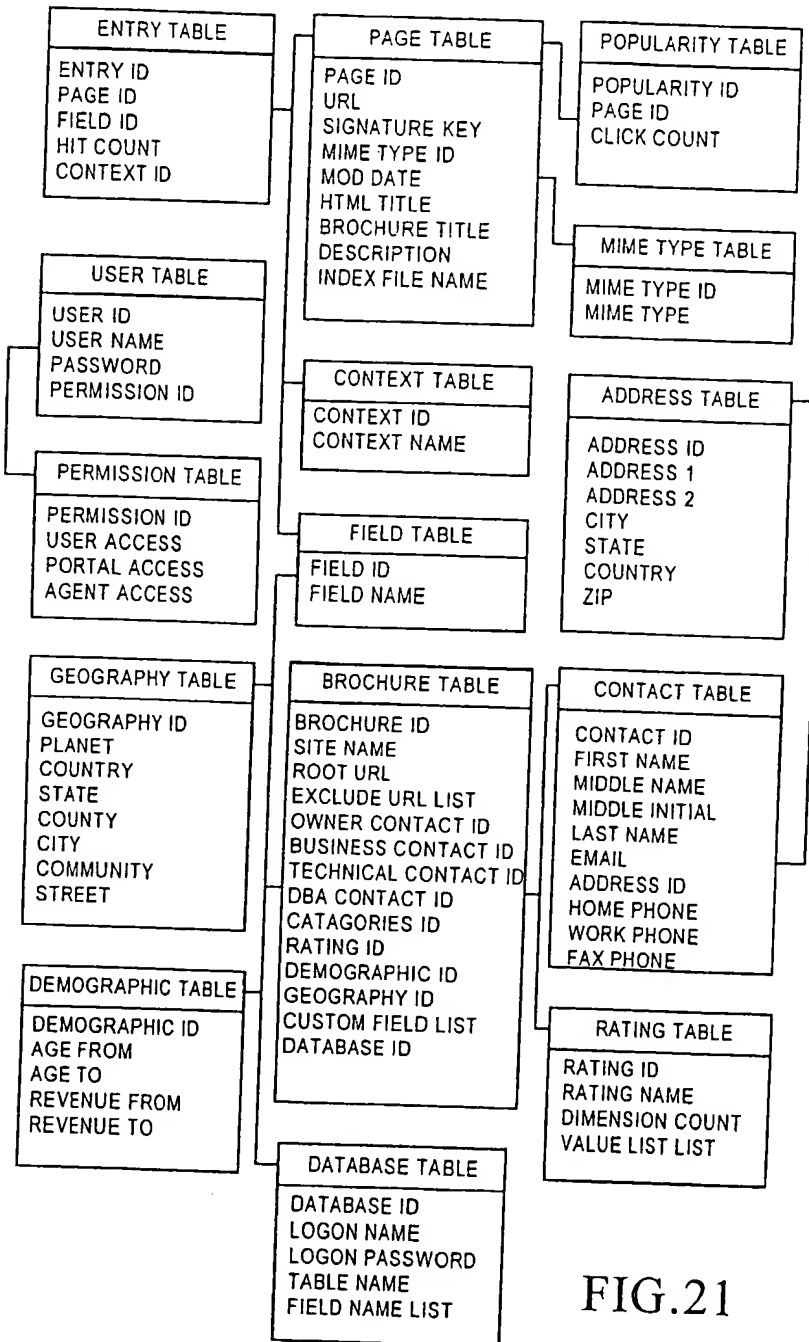 ENTRY TABLE
ENTRY ID
PAGE ID
FIELD ID
HIT COUNT
CONTEXT ID
PAGE TABLE
PAGE ID
URL
SIGNATURE KEY
MIME TYPE ID
MOD DATE
HTML TITLE
BROCHURE TITLE
DESCRIPTION
INDEX FILE NAME
POPULARITY TABLE
POPULARITY ID
PAGE ID
CLICK COUNT
MIME TYPE TABLE
MIME TYPE ID
MIME TYPE
USER TABLE
USER ID
USER NAME
PASSWORD
PERMISSION ID
CONTEXT TABLE
CONTEXT ID
CONTEXT NAME
ADDRESS TABLE
ADDRESS ID
ADDRESS 1
ADDRESS 2
CITY
STATE
COUNTRY
ZIP
PERMISSION TABLE
PERMISSION ID
USER ACCESS
PORTAL ACCESS
AGENT ACCESS
FIELD TABLE
FIELD ID
FIELD NAME
GEOGRAPHY TABLE
GEOGRAPHY ID
PLANET
COUNTRY
STATE
COUNTY
CITY
COMMUNITY
STREET
BROCHURE TABLE
BROCHURE ID
SITE NAME
ROOT URL
EXCLUDE URL LIST
OWNER CONTACT ID
BUSINESS CONTACT ID
TECHNICAL CONTACT ID
DBA CONTACT ID
CATAGORIES ID
RATING ID
DEMOGRAPHIC ID
GEOGRAPHY ID
CUSTOM FIELD LIST
DATABASE ID
CONTACT TABLE
CONTACT ID
FIRST NAME
MIDDLE NAME
MIDDLE INITIAL
LAST NAME
EMAIL
ADDRESS ID
HOME PHONE
WORK PHONE
FAX PHONE
DEMOGRAPHIC TABLE
DEMOGRAPHIC ID
AGE FROM
AGE TO
REVENUE FROM
REVENUE TO
RATING TABLE
RATING ID
RATING NAME
DIMENSION COUNT
VALUE LIST LIST
DATABASE TABLE
DATABASE ID
LOGON NAME
LOGON PASSWORD
TABLE NAME
FIELD NAME LIST
FIG.21